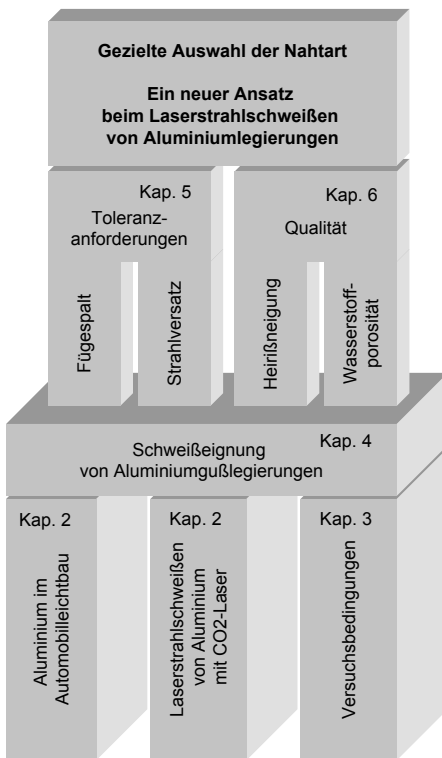 Gezielte Auswahl der Nahtart
Ein neuer Ansatz
beim Laserstrahlschweißen
von Aluminiumlegierungen
Kap. 5
Toleranz-
anforderungen
Fügespalt
Strahlversatz
Kap. 6
Qualität
Heirißneigung
Wasserstoff-
porosität
Kap. 4
Schweißeignung
von Aluminiumgußlegierungen
Kap. 2
Aluminium im
Automobilleichtbau
Kap. 2
Laserstrahlschweißen
von Aluminium
mit CO2-Laser
Kap. 3
Versuchsbedingungen